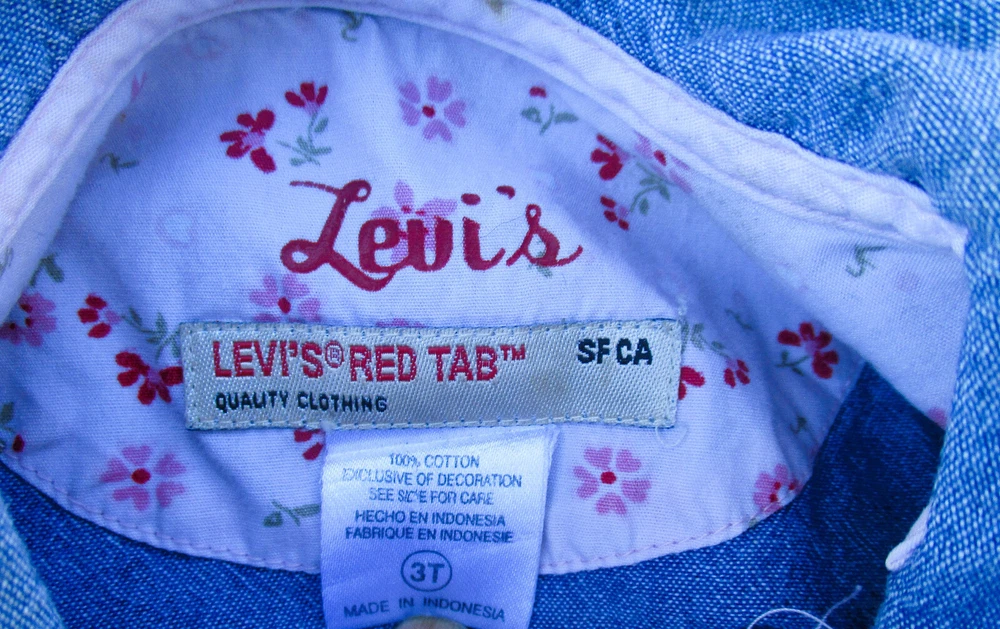 Levi's
LEVI'S® RED TAB™ SF CA
QUALITY CLOTHING
100% COTTON
EXCLUSIVE OF DECORATION
SEE SIDE FOR CARE
HECHO EN INDONESIA
FABRIQUE EN INDONESIE
3T
MADE IN INDONESIA